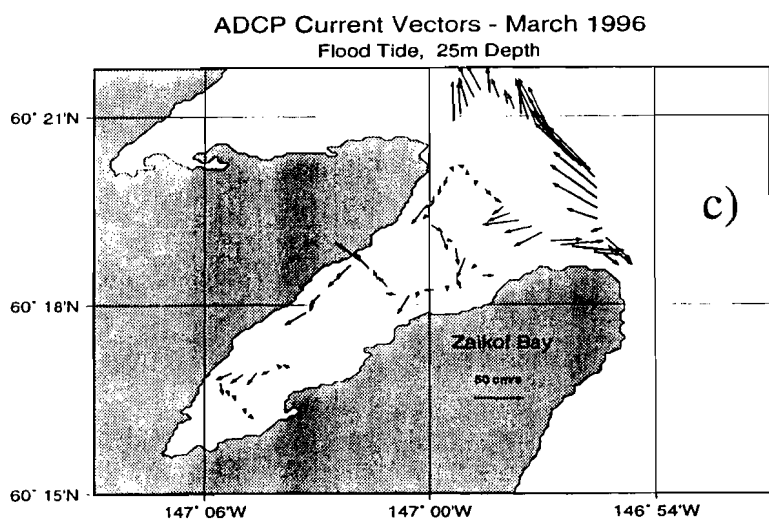 ADCP Current Vectors - March 1996
Flood Tide, 25m Depth
60° 21'N
c)
60° 18'N
Zaikof Bay
50 cm/s
60° 15'N
147° 06'W
147° 00'W
146° 54'W